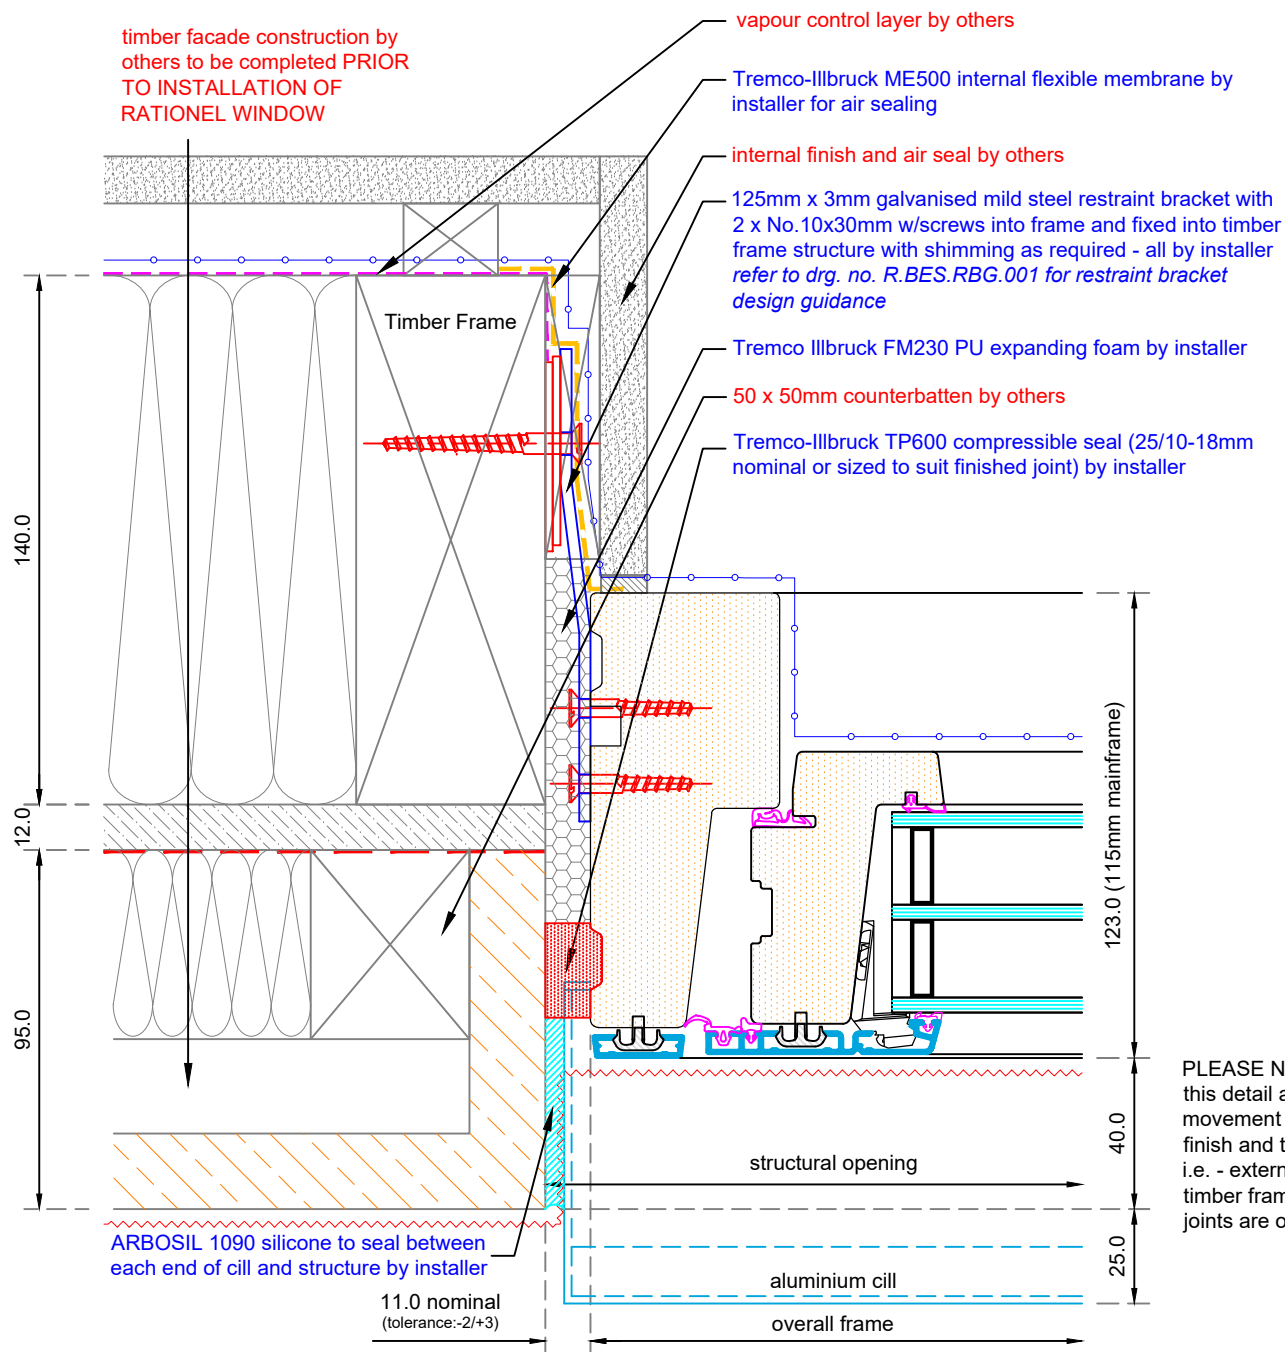 timber facade construction by
others to be completed PRIOR
TO INSTALLATION OF
RATIONEL WINDOW
vapour control layer by others
Tremco-Illbruck ME500 internal flexible membrane by
installer for air sealing
internal finish and air seal by others
125mm x 3mm galvanised mild steel restraint bracket with
2 x No.10x30mm w/screws into frame and fixed into timber
frame structure with shimming as required - all by installer
refer to drg. no. R.BES.RBG.001 for restraint bracket
design guidance
Tremco Illbruck FM230 PU expanding foam by installer
50 x 50mm counterbatten by others
Tremco-Illbruck TP600 compressible seal (25/10-18mm
nominal or sized to suit finished joint) by installer
Timber Frame
140.0
12.0
95.0
123.0 (115mm mainframe)
40.0
25.0
PLEASE N
this detail a
movement
finish and t
i.e. - extern
timber fram
joints are o
structural opening
ARBOSIL 1090 silicone to seal between
each end of cill and structure by installer
aluminium cill
11.0 nominal
(tolerance:-2/+3)
overall frame